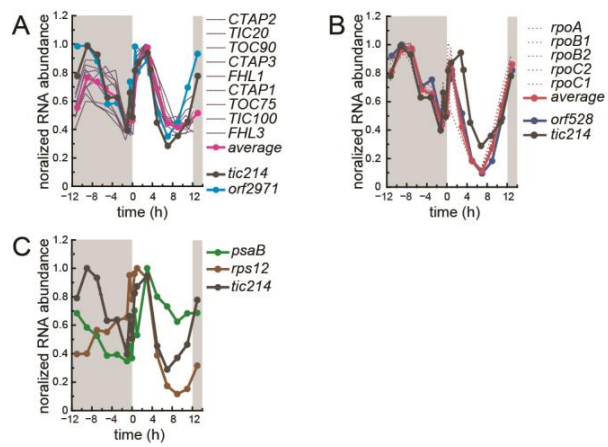 A
noralized RNA abundance
1.2
1.0
0.8
0.6
0.4
0.2
0
−12 −8 −4 0 4 8 12
time (h)
CTAP2
TIC20
TOC90
CTAP3
FHL1
CTAP1
TOC75
TIC100
FHL3
average
tic214
orf2971
B
noralized RNA abundance
1.2
1.0
0.8
0.6
0.4
0.2
0
−12 −8 −4 0 4 8 12
time (h)
rpoA
rpoB1
rpoB2
rpoC2
rpoC1
average
orf528
tic214
C
noralized RNA abundance
1.2
1.0
0.8
0.6
0.4
0.2
0
−12 −8 −4 0 4 8 12
time (h)
psaB
rps12
tic214